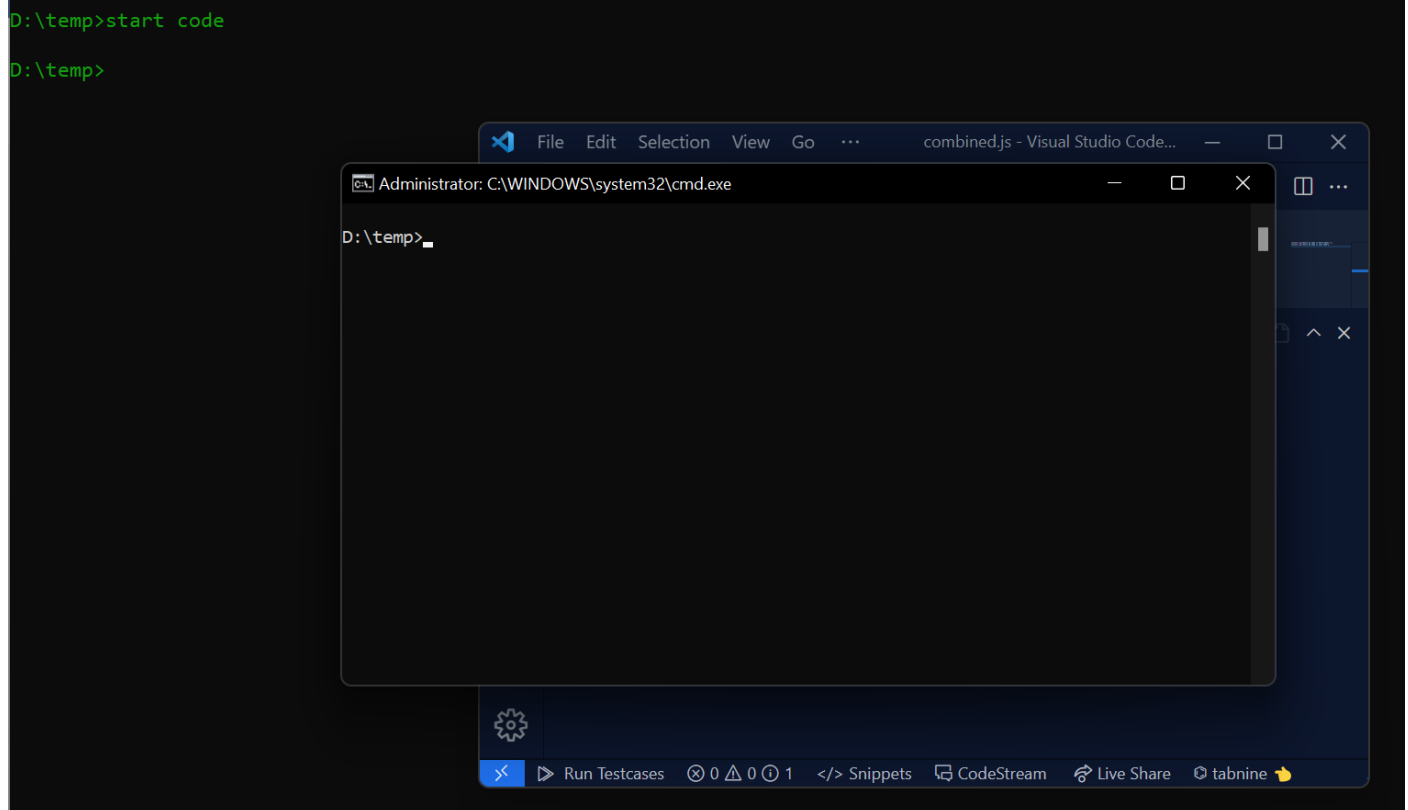 D:\temp>start code
D:\temp>
File Edit Selection View Go ··· combined.js - Visual Studio Code...
Administrator: C:\WINDOWS\system32\cmd.exe
D:\temp>
Run Testcases 0 0 1 </> Snippets CodeStream Live Share tabnine